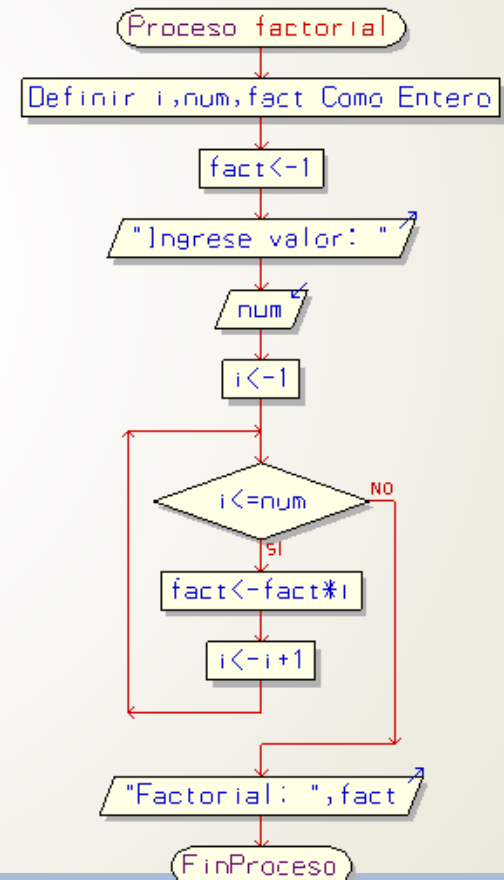 Proceso factorial
Definir i,num,fact Como Entero
fact<-1
"Ingrese valor: "
num
i<-1
i<=num
NO
SI
fact<-fact*i
i<-i+1
"Factorial: ",fact
FinProceso